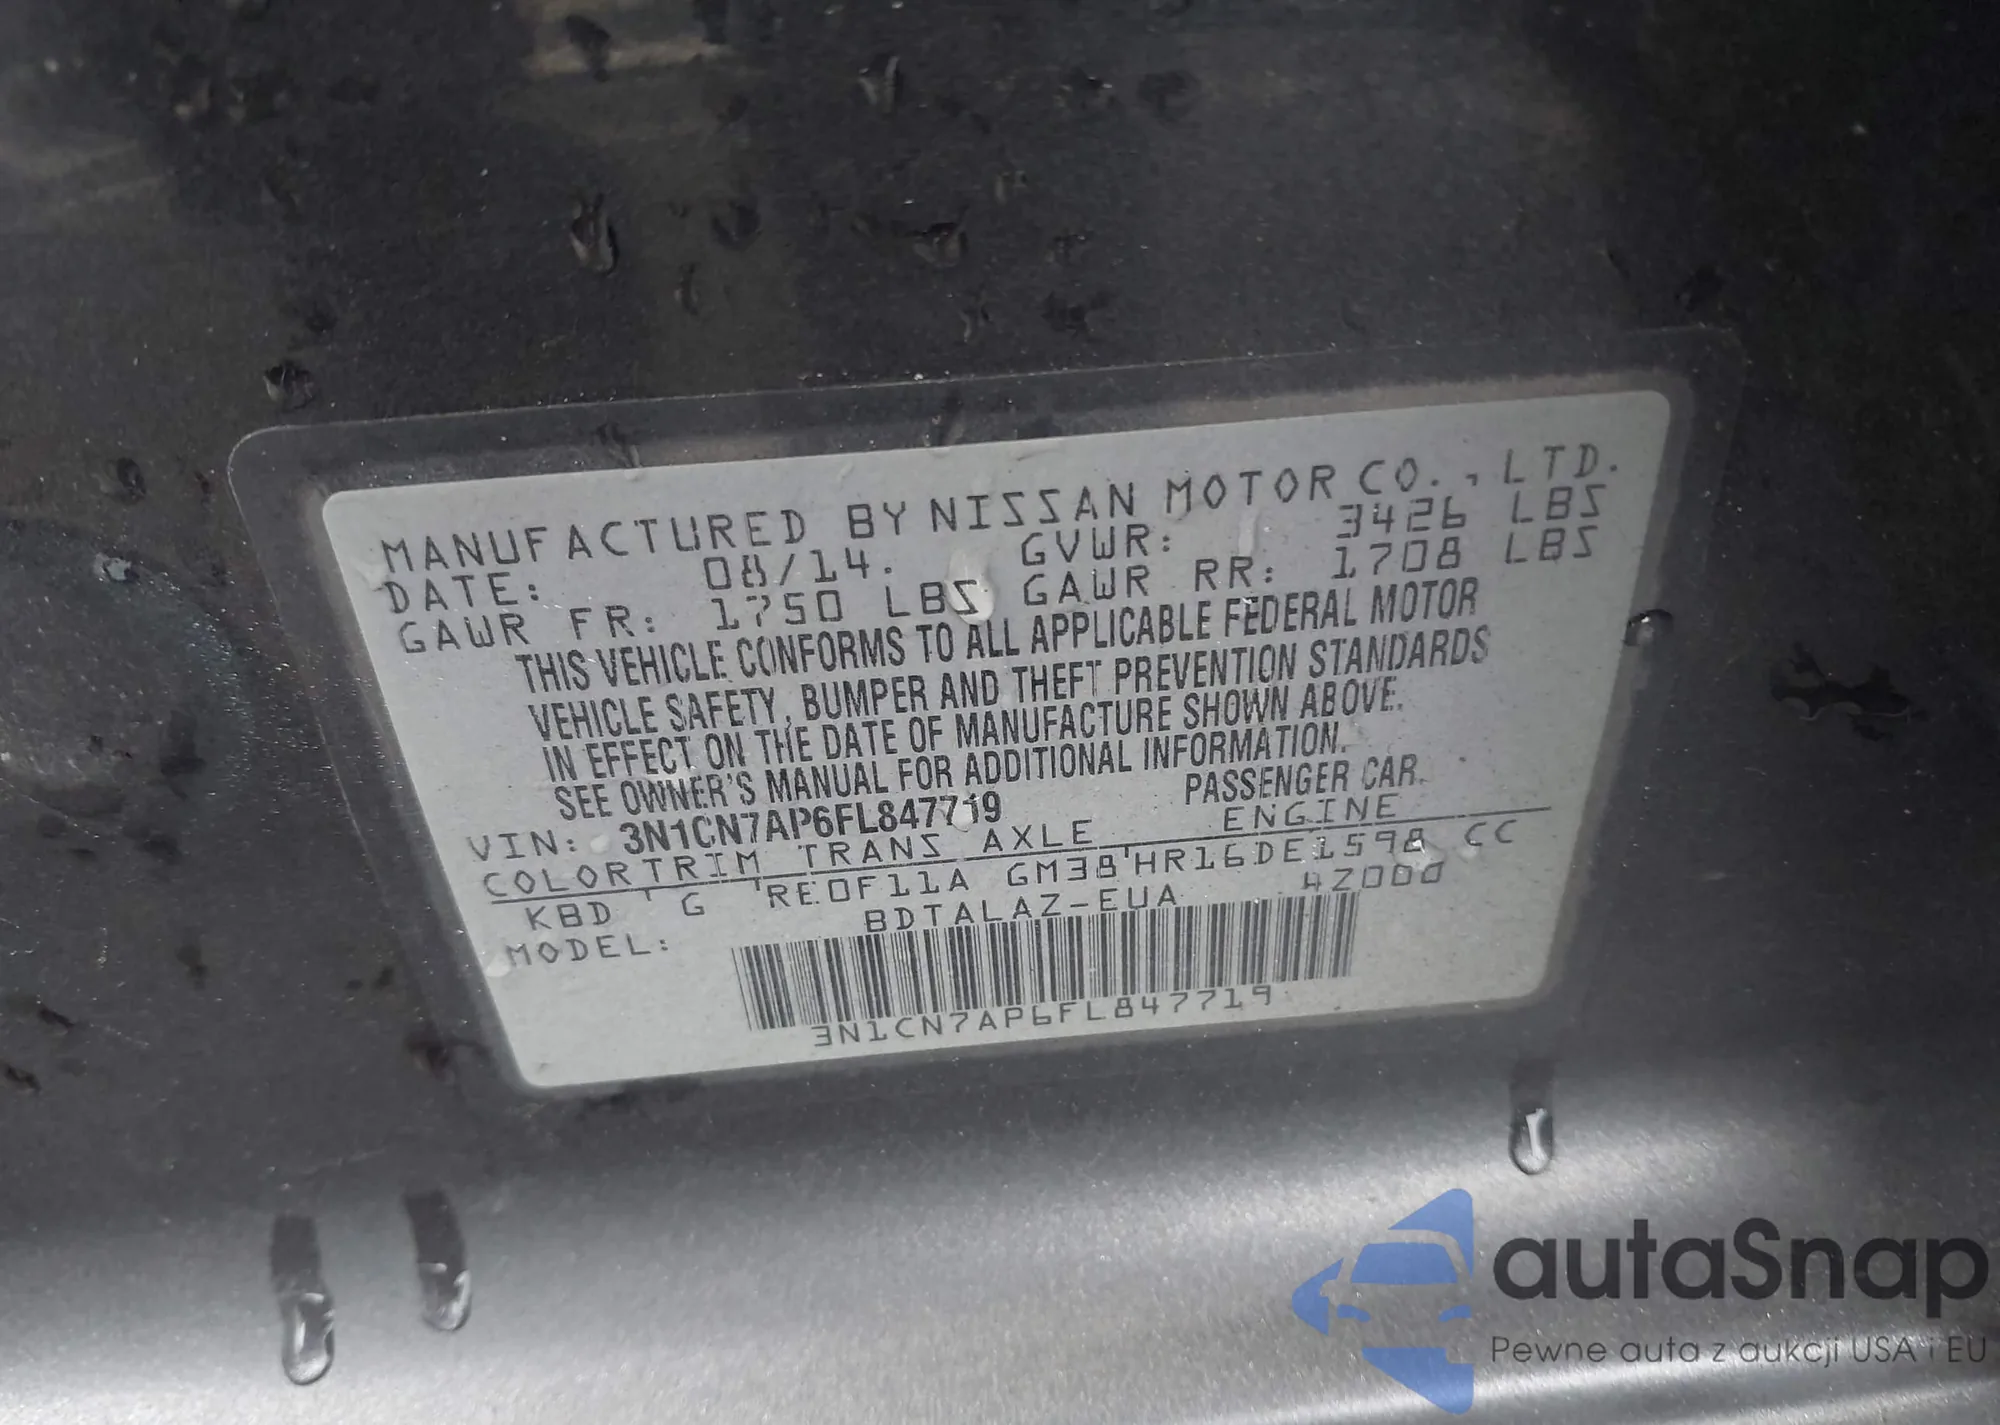 MANUFACTURED BY NISSAN MOTOR CO., LTD.
DATE: 08/14. GVWR: 3426 LBS
GAWR FR: 1750 LBS GAWR RR: 1708 LBS
THIS VEHICLE CONFORMS TO ALL APPLICABLE FEDERAL MOTOR
VEHICLE SAFETY, BUMPER AND THEFT PREVENTION STANDARDS
IN EFFECT ON THE DATE OF MANUFACTURE SHOWN ABOVE.
SEE OWNER'S MANUAL FOR ADDITIONAL INFORMATION.
VIN: 3N1CN7AP6FL847719 PASSENGER CAR
COLOR TRIM TRANS AXLE ENGINE
KBD G RE0F11A GM38 HR16DE1598 CC
MODEL: BDTALAZ-EUA 42000
3N1CN7AP6FL847719
autaSnap
Pewne auta z aukcji USA i EU